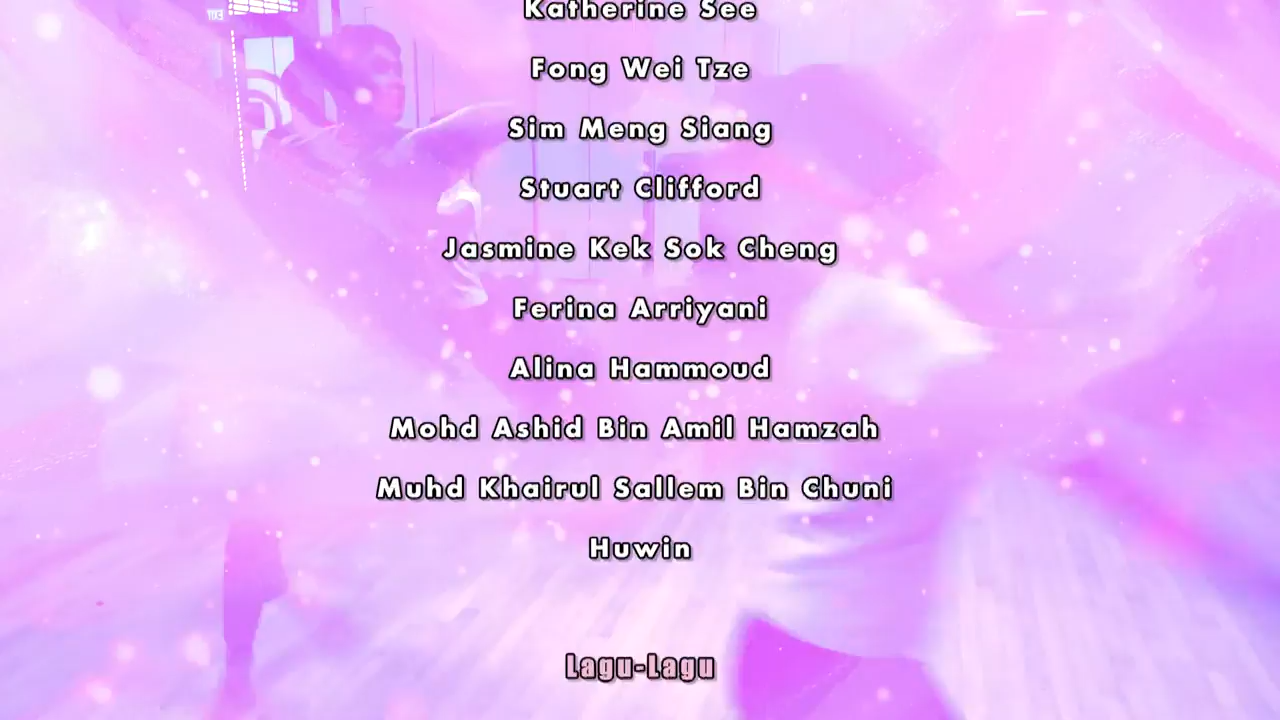 Katherine See
Fong Wei Tze
Sim Meng Siang
Stuart Clifford
Jasmine Kek Sok Cheng
Ferina Arriyani
Alina Hammoud
Mohd Ashid Bin Amil Hamzah
Muhd Khairul Sallem Bin Chuni
Huwin
Lagu-Lagu